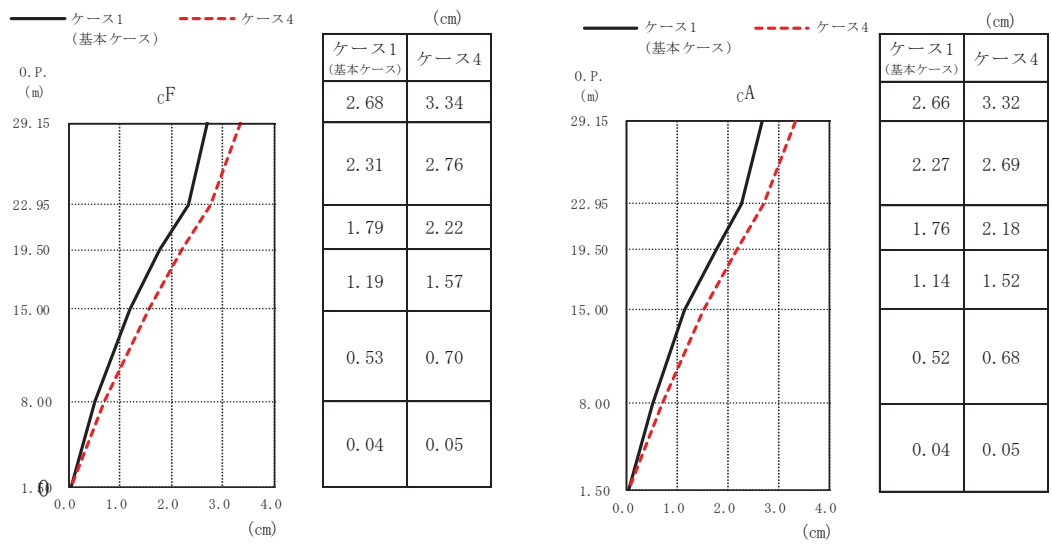 ケース1 ケース4
(基本ケース)
O.P.
(m)
cF
29.15
22.95
19.50
15.00
8.00
1.50
0
0.0 1.0 2.0 3.0 4.0
(cm)
(cm)
ケース1 ケース4
(基本ケース)
2.68 3.34
2.31 2.76
1.79 2.22
1.19 1.57
0.53 0.70
0.04 0.05
ケース1 ケース4
(基本ケース)
O.P.
(m)
cA
29.15
22.95
19.50
15.00
8.00
1.50
0.0 1.0 2.0 3.0 4.0
(cm)
(cm)
ケース1 ケース4
(基本ケース)
2.66 3.32
2.27 2.69
1.76 2.18
1.14 1.52
0.52 0.68
0.04 0.05